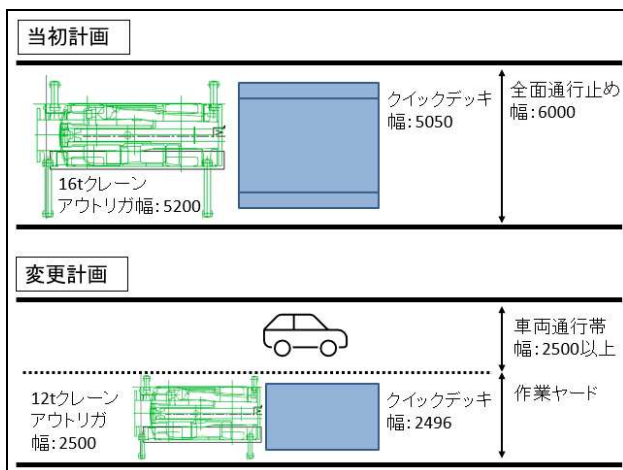 当初計画
クイックデッキ
幅:5050
全面通行止め
幅:6000
16tクレーン
アウトリガ幅:5200
変更計画
車両通行帯
幅:2500以上
12tクレーン
アウトリガ
幅:2500
クイックデッキ
幅:2496
作業ヤード